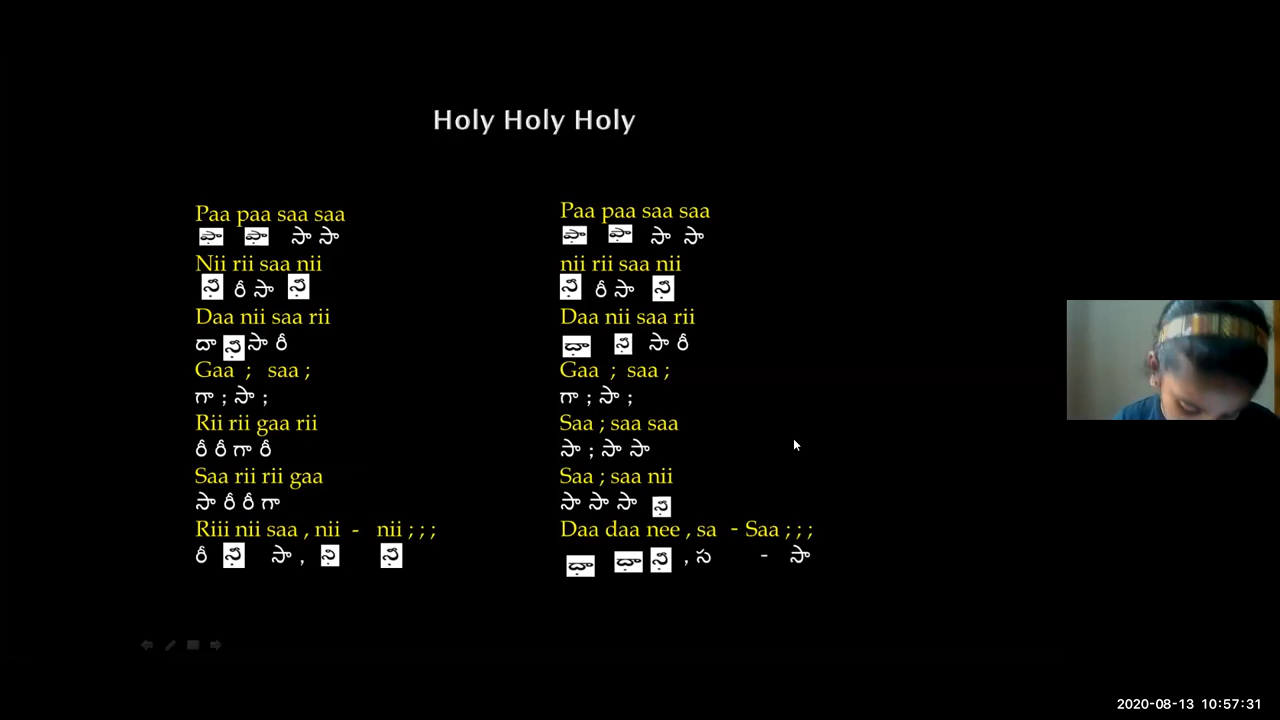 Holy Holy Holy
Paa paa saa saa
పా పా సా సా
Nii rii saa nii
నీ రీ సా నీ
Daa nii saa rii
దా నీ సా రీ
Gaa ; saa ;
గా ; సా ;
Rii rii gaa rii
రీ రీ గా రీ
Saa rii rii gaa
సా రీ రీ గా
Riii nii saa , nii - nii ; ; ;
రీ నీ సా , ని నీ
Paa paa saa saa
పా పా సా సా
nii rii saa nii
నీ రీ సా నీ
Daa nii saa rii
దా నీ సా రీ
Gaa ; saa ;
గా ; సా ;
Saa ; saa saa
సా ; సా సా
Saa ; saa nii
సా సా సా నీ
Daa daa nee , sa - Saa ; ; ;
దా దా నీ , స - సా
2020-08-13 10:57:31